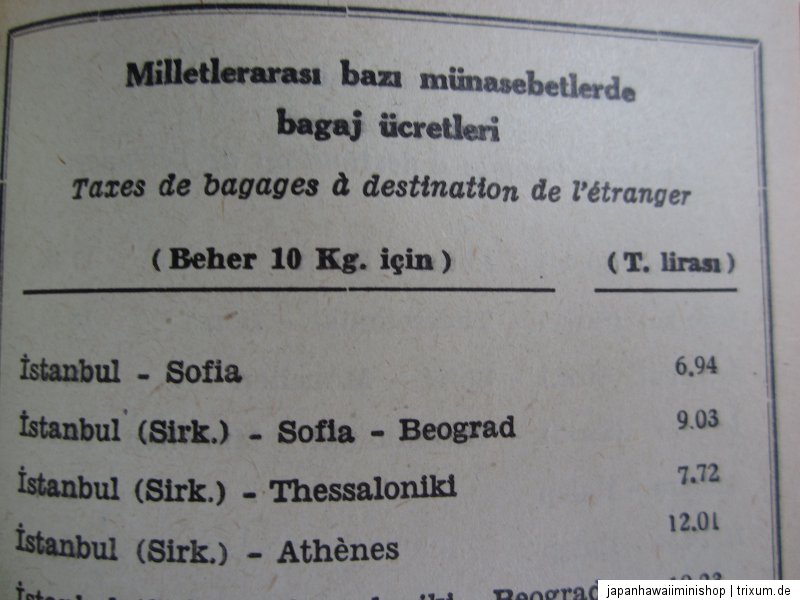 Milletlerarası bazı münasebetlerde
bagaj ücretleri
Taxes de bagages à destination de l'étranger
(Beher 10 Kg. için) (T. lirası)
İstanbul - Sofia 6.94
İstanbul (Sirk.) - Sofia - Beograd 9.03
İstanbul (Sirk.) - Thessaloniki 7.72
İstanbul (Sirk.) - Athènes 12.01
Beograd
japanhawaiiminishop | trixum.de